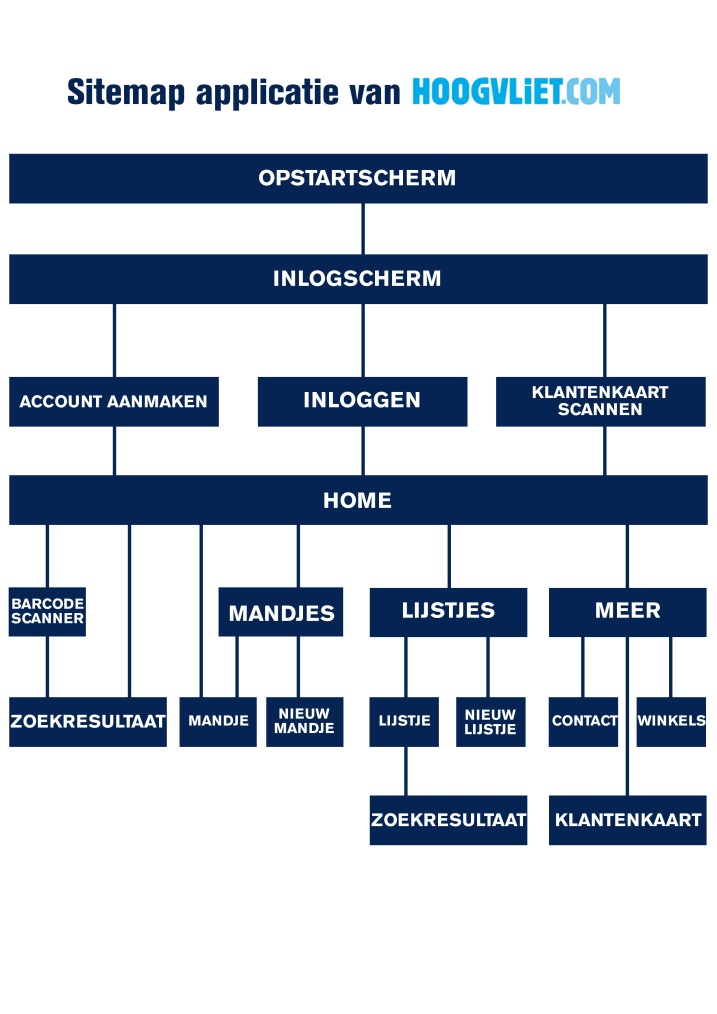 Sitemap applicatie van HOOGVLiET.COM
OPSTARTSCHERM
INLOGSCHERM
ACCOUNT AANMAKEN
INLOGGEN
KLANTENKAART
SCANNEN
HOME
BARCODE
SCANNER
MANDJES
LIJSTJES
MEER
ZOEKRESULTAAT
MANDJE
NIEUW
MANDJE
LIJSTJE
NIEUW
LIJSTJE
CONTACT
WINKELS
ZOEKRESULTAAT
KLANTENKAART